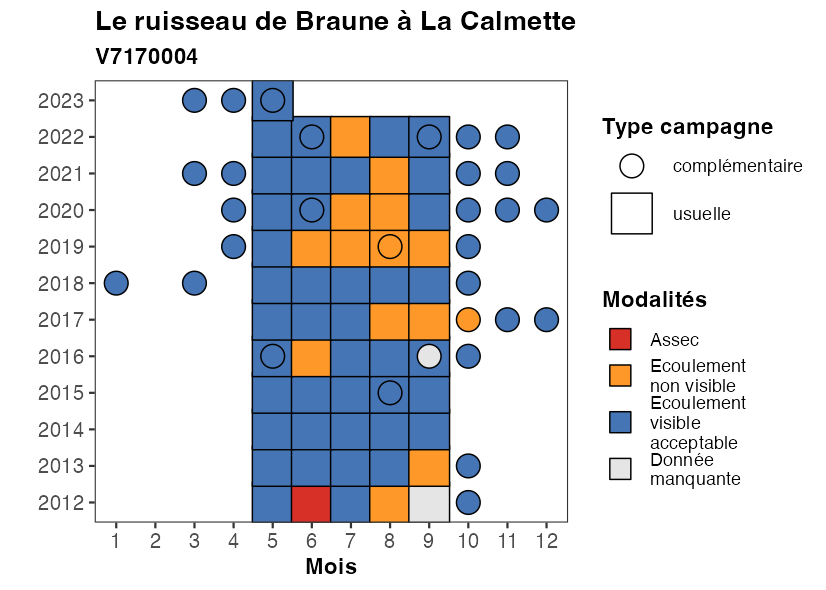 Le ruisseau de Braune à La Calmette
V7170004
2023
2022
2021
2020
2019
2018
2017
2016
2015
2014
2013
2012
1 2 3 4 5 6 7 8 9 10 11 12
Mois
Type campagne
complémentaire
usuelle
Modalités
Assec
Ecoulement
non visible
Ecoulement
visible
acceptable
Donnée
manquante